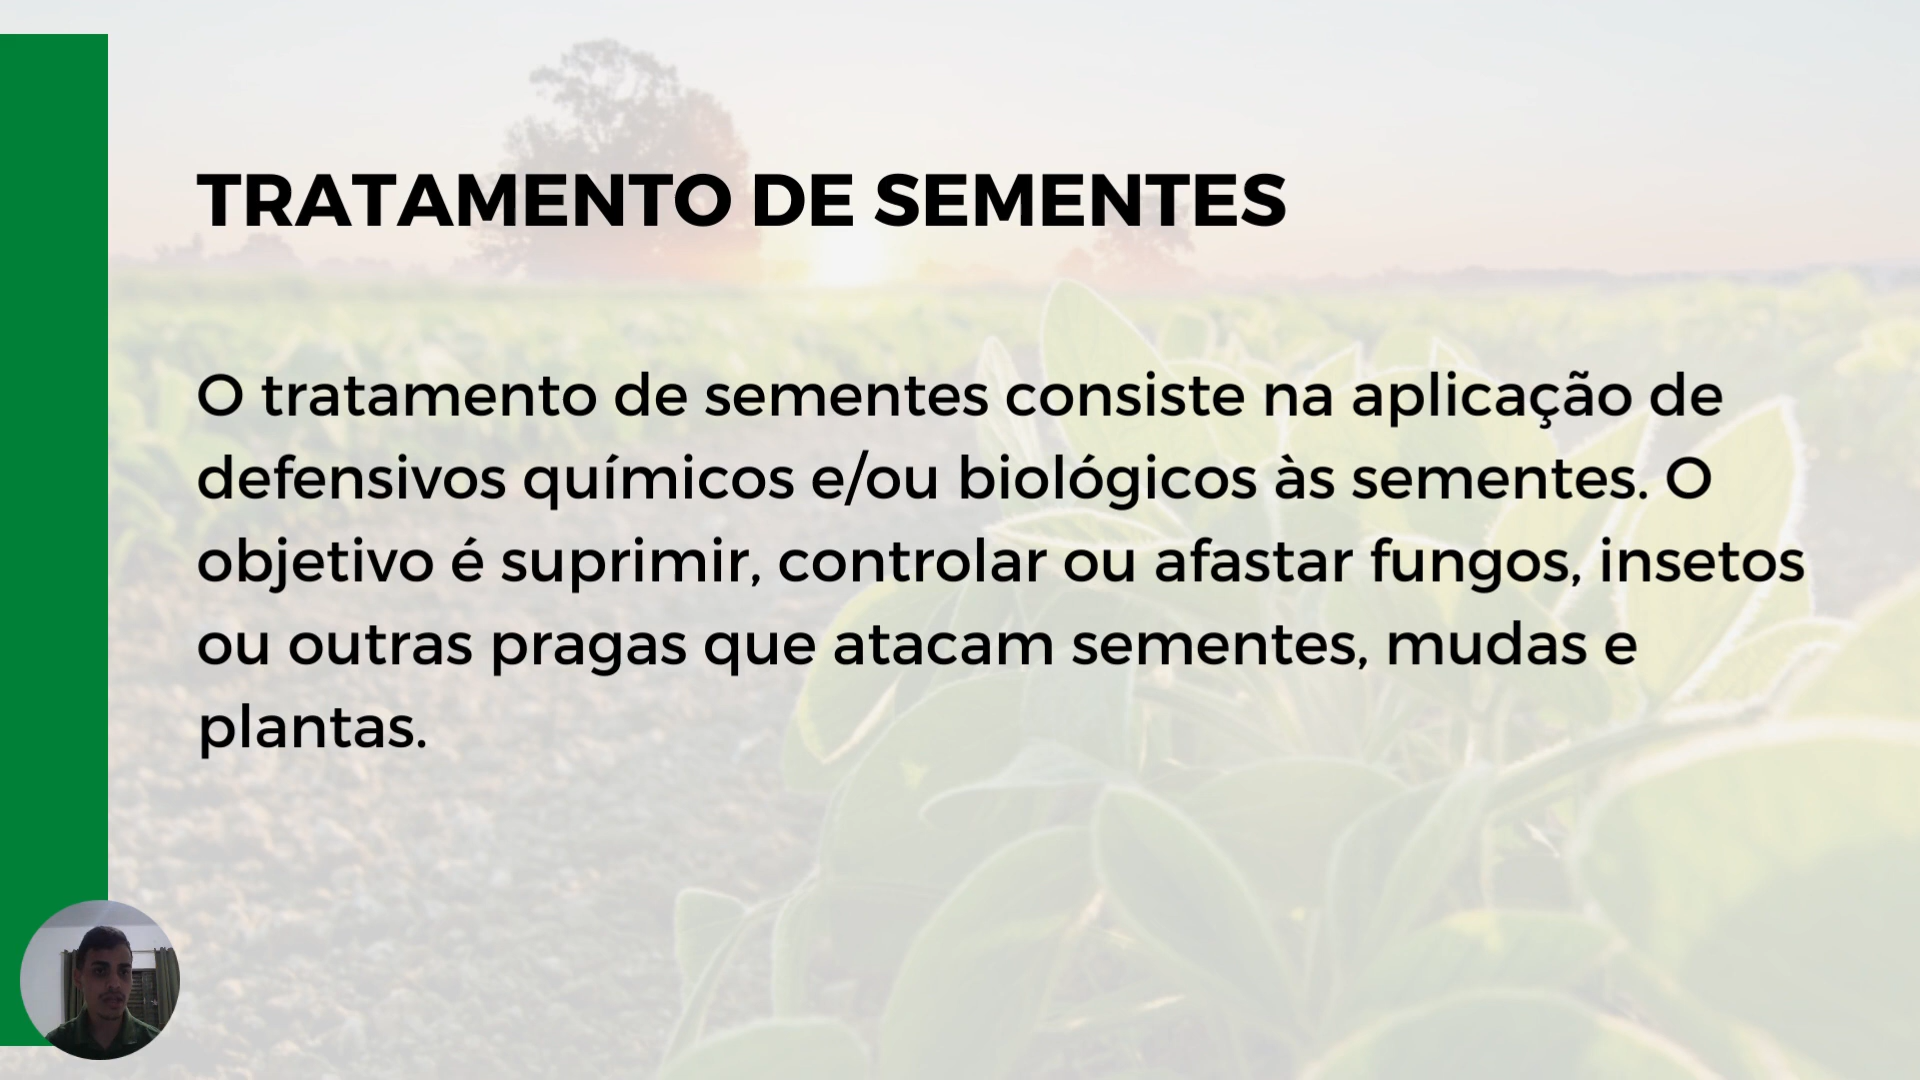 TRATAMENTO DE SEMENTES
O tratamento de sementes consiste na aplicação de
defensivos químicos e/ou biológicos às sementes. O
objetivo é suprimir, controlar ou afastar fungos, insetos
ou outras pragas que atacam sementes, mudas e
plantas.